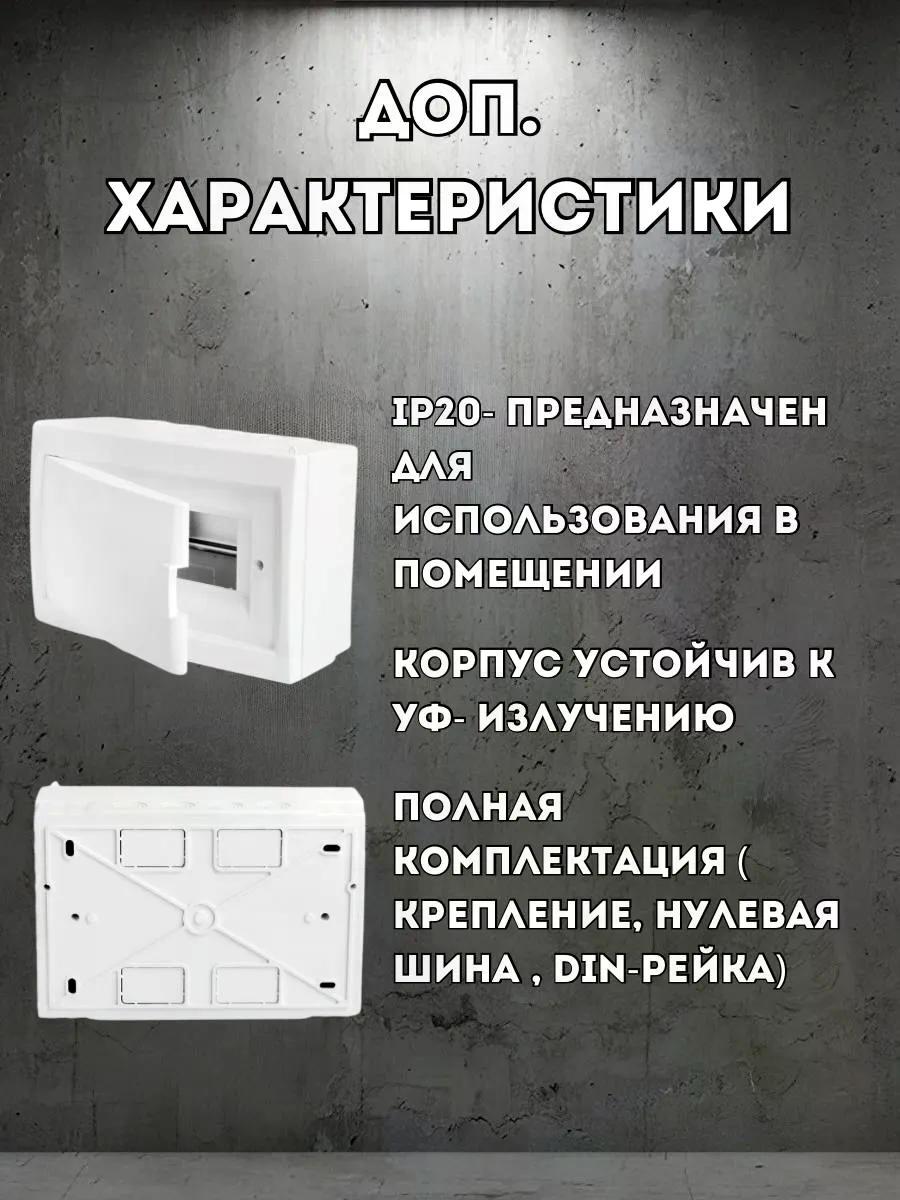 ДОП.
ХАРАКТЕРИСТИКИ
IP20- ПРЕДНАЗНАЧЕН
ДЛЯ
ИСПОЛЬЗОВАНИЯ В
ПОМЕЩЕНИИ
КОРПУС УСТОЙЧИВ К
УФ- ИЗЛУЧЕНИЮ
ПОЛНАЯ
КОМПЛЕКТАЦИЯ (
КРЕПЛЕНИЕ, НУЛЕВАЯ
ШИНА , DIN-РЕЙКА)